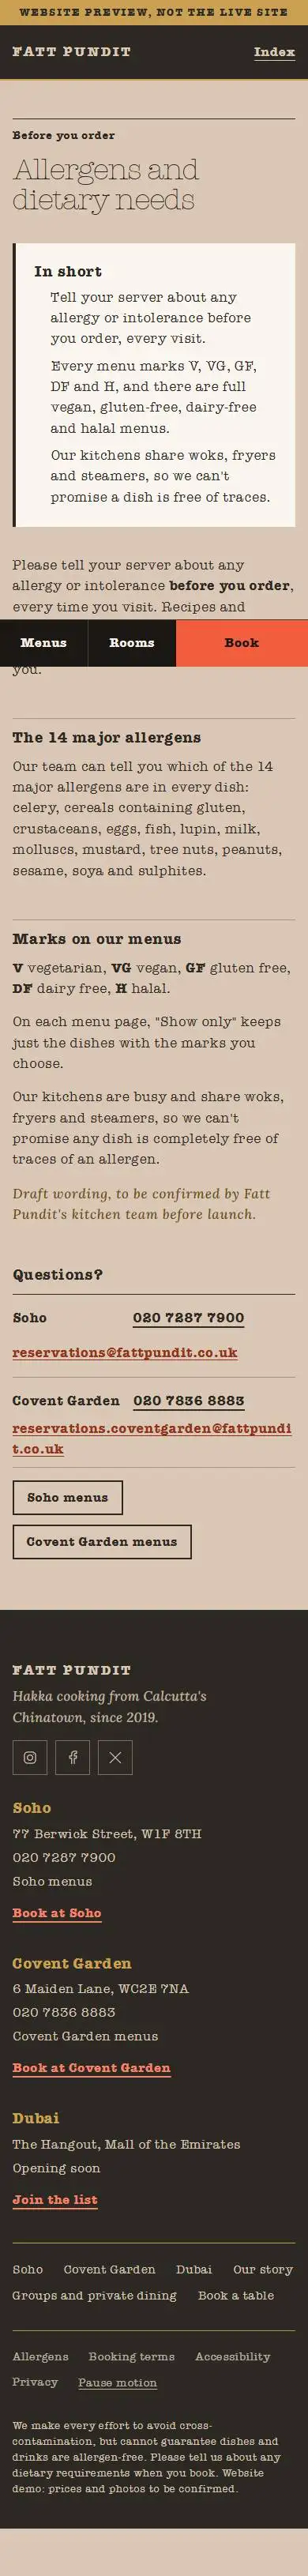 WEBSITE PREVIEW, NOT THE LIVE SITE
FATT PUNDIT
Index
Before you order
Allergens and
dietary needs
In short
Tell your server about any
allergy or intolerance before
you order, every visit.
Every menu marks V, VG, GF,
DF and H, and there are full
vegan, gluten-free, dairy-free
and halal menus.
Our kitchens share woks, fryers
and steamers, so we can't
promise a dish is free of traces.
Please tell your server about any
allergy or intolerance before you order,
every time you visit. Recipes and
Menus
Rooms
Book
you.
The 14 major allergens
Our team can tell you which of the 14
major allergens are in every dish:
celery, cereals containing gluten,
crustaceans, eggs, fish, lupin, milk,
molluscs, mustard, tree nuts, peanuts,
sesame, soya and sulphites.
Marks on our menus
V vegetarian, VG vegan, GF gluten free,
DF dairy free, H halal.
On each menu page, "Show only" keeps
just the dishes with the marks you
choose.
Our kitchens are busy and share woks,
fryers and steamers, so we can't
promise any dish is completely free of
traces of an allergen.
Draft wording, to be confirmed by Fatt
Pundit's kitchen team before launch.
Questions?
Soho 020 7287 7900
reservations@fattpundit.co.uk
Covent Garden 020 7836 8883
reservations.coventgarden@fattpundi
t.co.uk
Soho menus
Covent Garden menus
FATT PUNDIT
Hakka cooking from Calcutta's
Chinatown, since 2019.
Soho
77 Berwick Street, W1F 8TH
020 7287 7900
Soho menus
Book at Soho
Covent Garden
6 Maiden Lane, WC2E 7NA
020 7836 8883
Covent Garden menus
Book at Covent Garden
Dubai
The Hangout, Mall of the Emirates
Opening soon
Join the list
Soho Covent Garden Dubai Our story
Groups and private dining Book a table
Allergens Booking terms Accessibility
Privacy Pause motion
We make every effort to avoid cross-
contamination, but cannot guarantee dishes and
drinks are allergen-free. Please tell us about any
dietary requirements when you book. Website
demo: prices and photos to be confirmed.